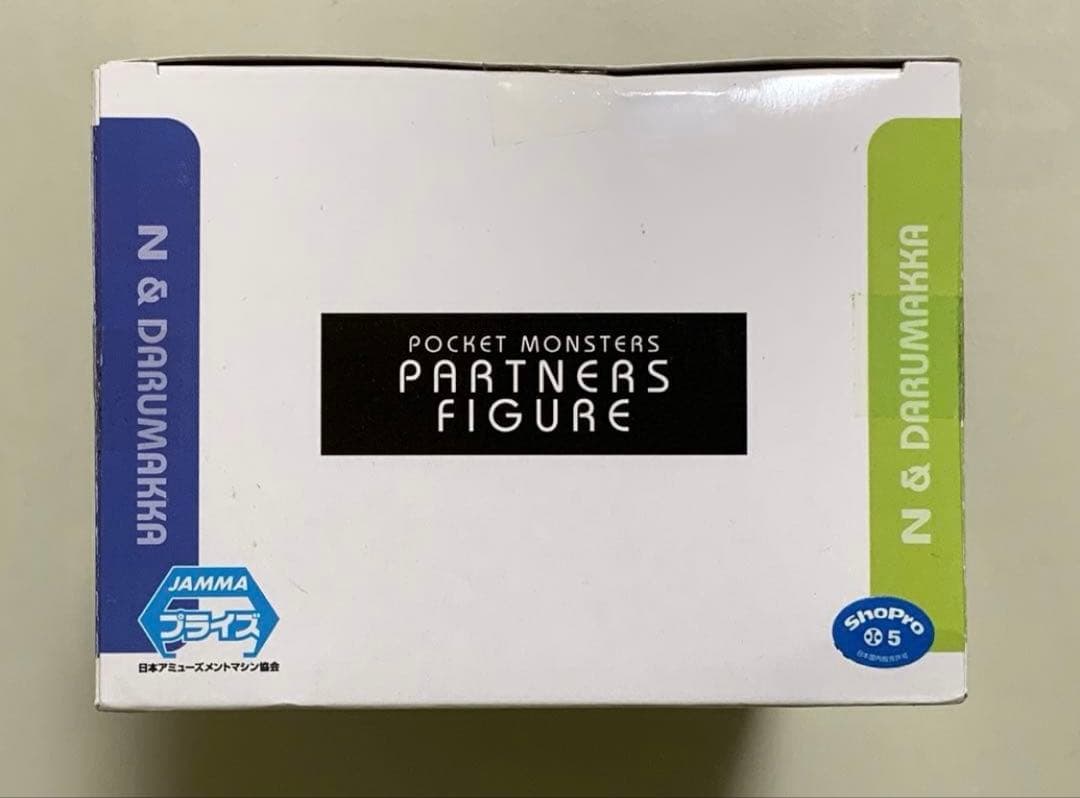 N & DARUMAKKA
POCKET MONSTERS
PARTNERS
FIGURE
N & DARUMAKKA
JAMMA
プライズ
日本アミューズメントマシン協会
ShoPro
5